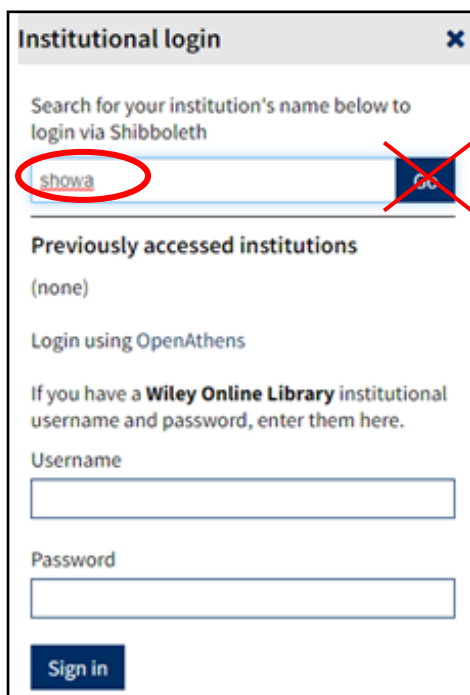 Institutional login
Search for your institution's name below to
login via Shibboleth
showa
Go
Previously accessed institutions
(none)
Login using OpenAthens
If you have a Wiley Online Library institutional
username and password, enter them here.
Username
Password
Sign in